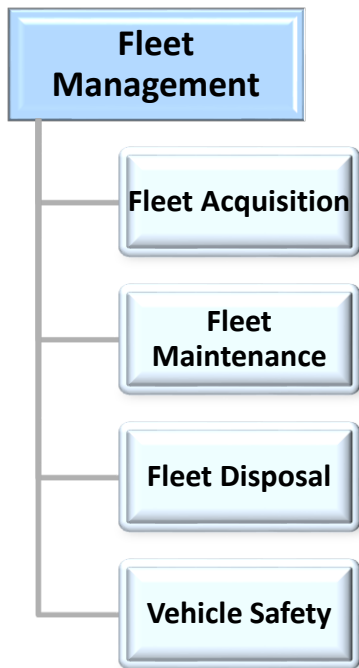 Fleet
Management
Fleet Acquisition
Fleet
Maintenance
Fleet Disposal
Vehicle Safety